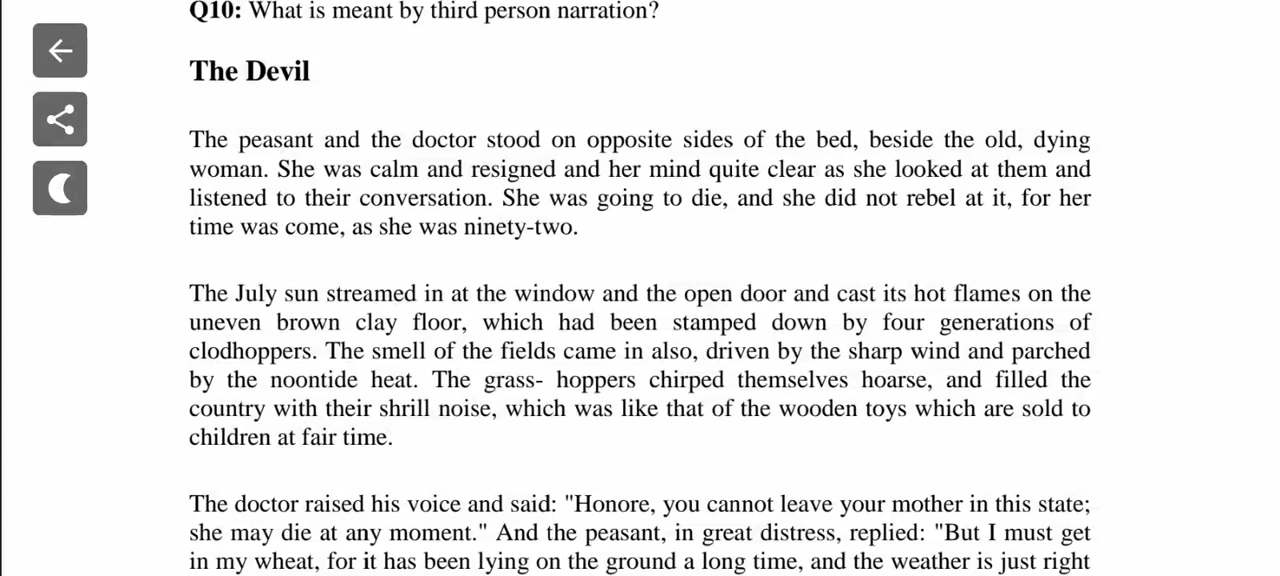 Q10: What is meant by third person narration?
The Devil
The peasant and the doctor stood on opposite sides of the bed, beside the old, dying
woman. She was calm and resigned and her mind quite clear as she looked at them and
listened to their conversation. She was going to die, and she did not rebel at it, for her
time was come, as she was ninety-two.
The July sun streamed in at the window and the open door and cast its hot flames on the
uneven brown clay floor, which had been stamped down by four generations of
clodhoppers. The smell of the fields came in also, driven by the sharp wind and parched
by the noontide heat. The grass- hoppers chirped themselves hoarse, and filled the
country with their shrill noise, which was like that of the wooden toys which are sold to
children at fair time.
The doctor raised his voice and said: "Honore, you cannot leave your mother in this state;
she may die at any moment." And the peasant, in great distress, replied: "But I must get
in my wheat, for it has been lying on the ground a long time, and the weather is just right